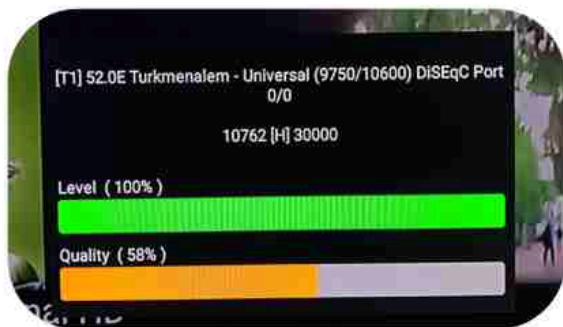 [T1] 52.0E Turkmenalem - Universal (9750/10600) DiSEqC Port
0/0
10762 [H] 30000
Level ( 100% )
Quality ( 58% )